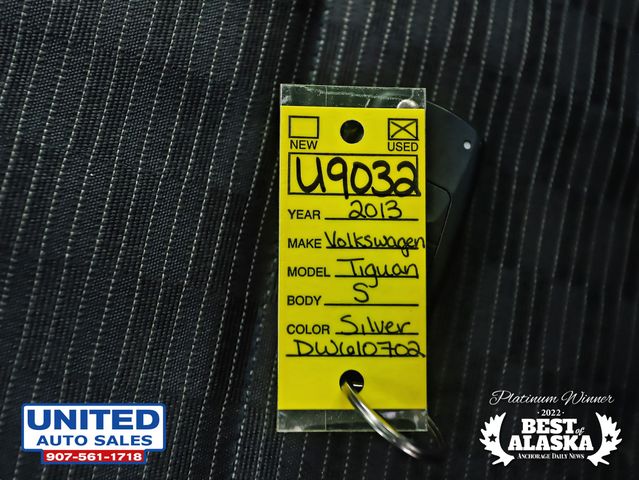 NEW USED
U9032
YEAR 2013
MAKE Volkswagen
MODEL Tiguan
BODY S
COLOR Silver
DW610702
UNITED
AUTO SALES
907-561-1718
Platinum Winner
·2022·
BEST of
ALASKA
ANCHORAGE DAILY NEWS